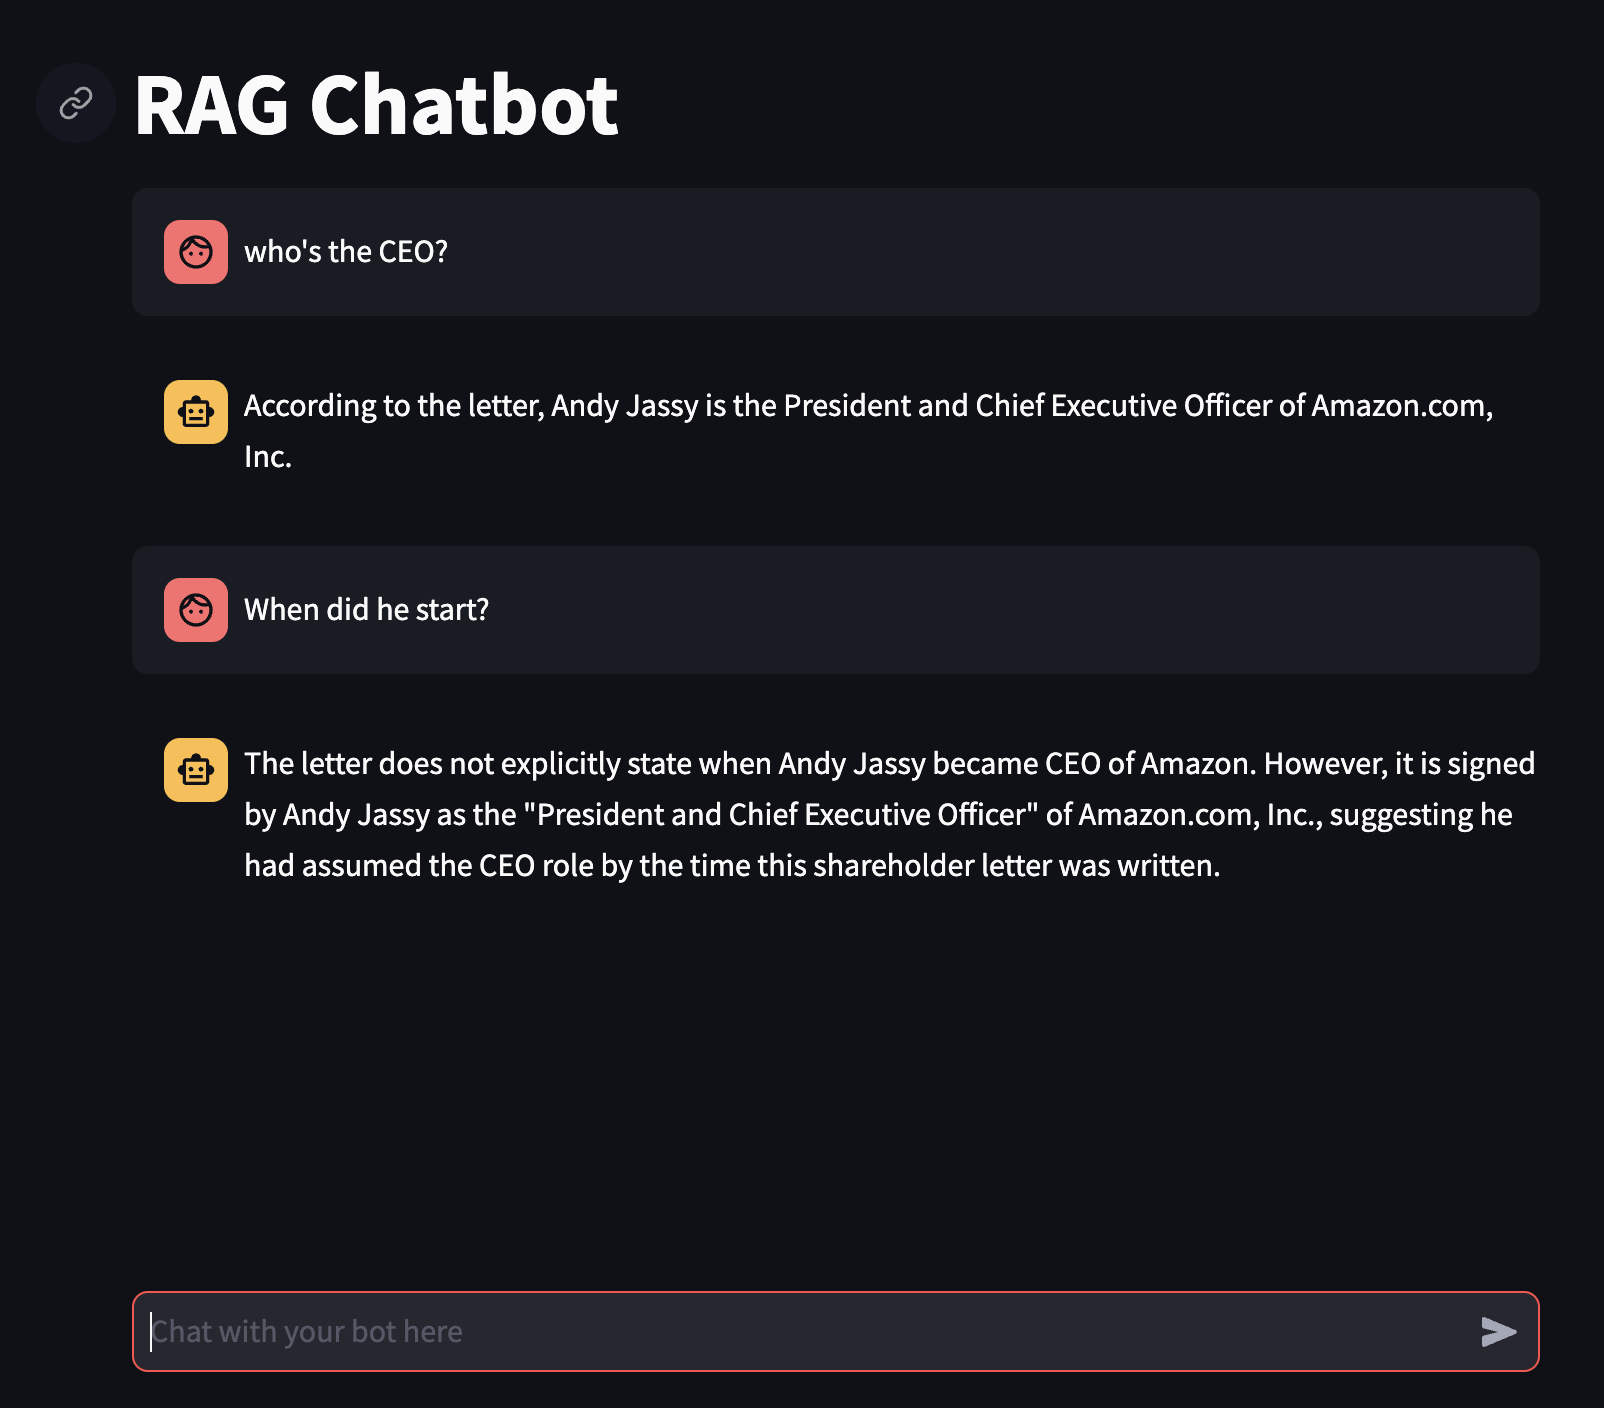 RAG Chatbot
who's the CEO?
According to the letter, Andy Jassy is the President and Chief Executive Officer of Amazon.com,
Inc.
When did he start?
The letter does not explicitly state when Andy Jassy became CEO of Amazon. However, it is signed
by Andy Jassy as the "President and Chief Executive Officer" of Amazon.com, Inc., suggesting he
had assumed the CEO role by the time this shareholder letter was written.
Chat with your bot here